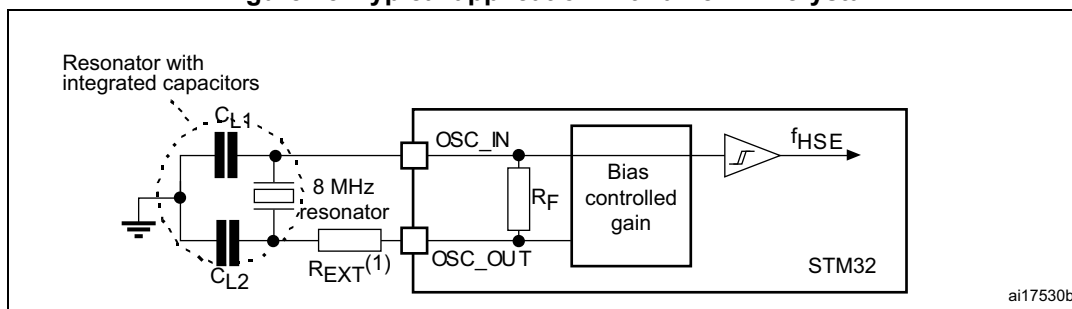 Resonator with
integrated capacitors
CL1
OSC_IN
fHSE
8 MHz
resonator
RF
Bias
controlled
gain
REXT(1)
OSC_OUT
CL2
STM32
ai17530b